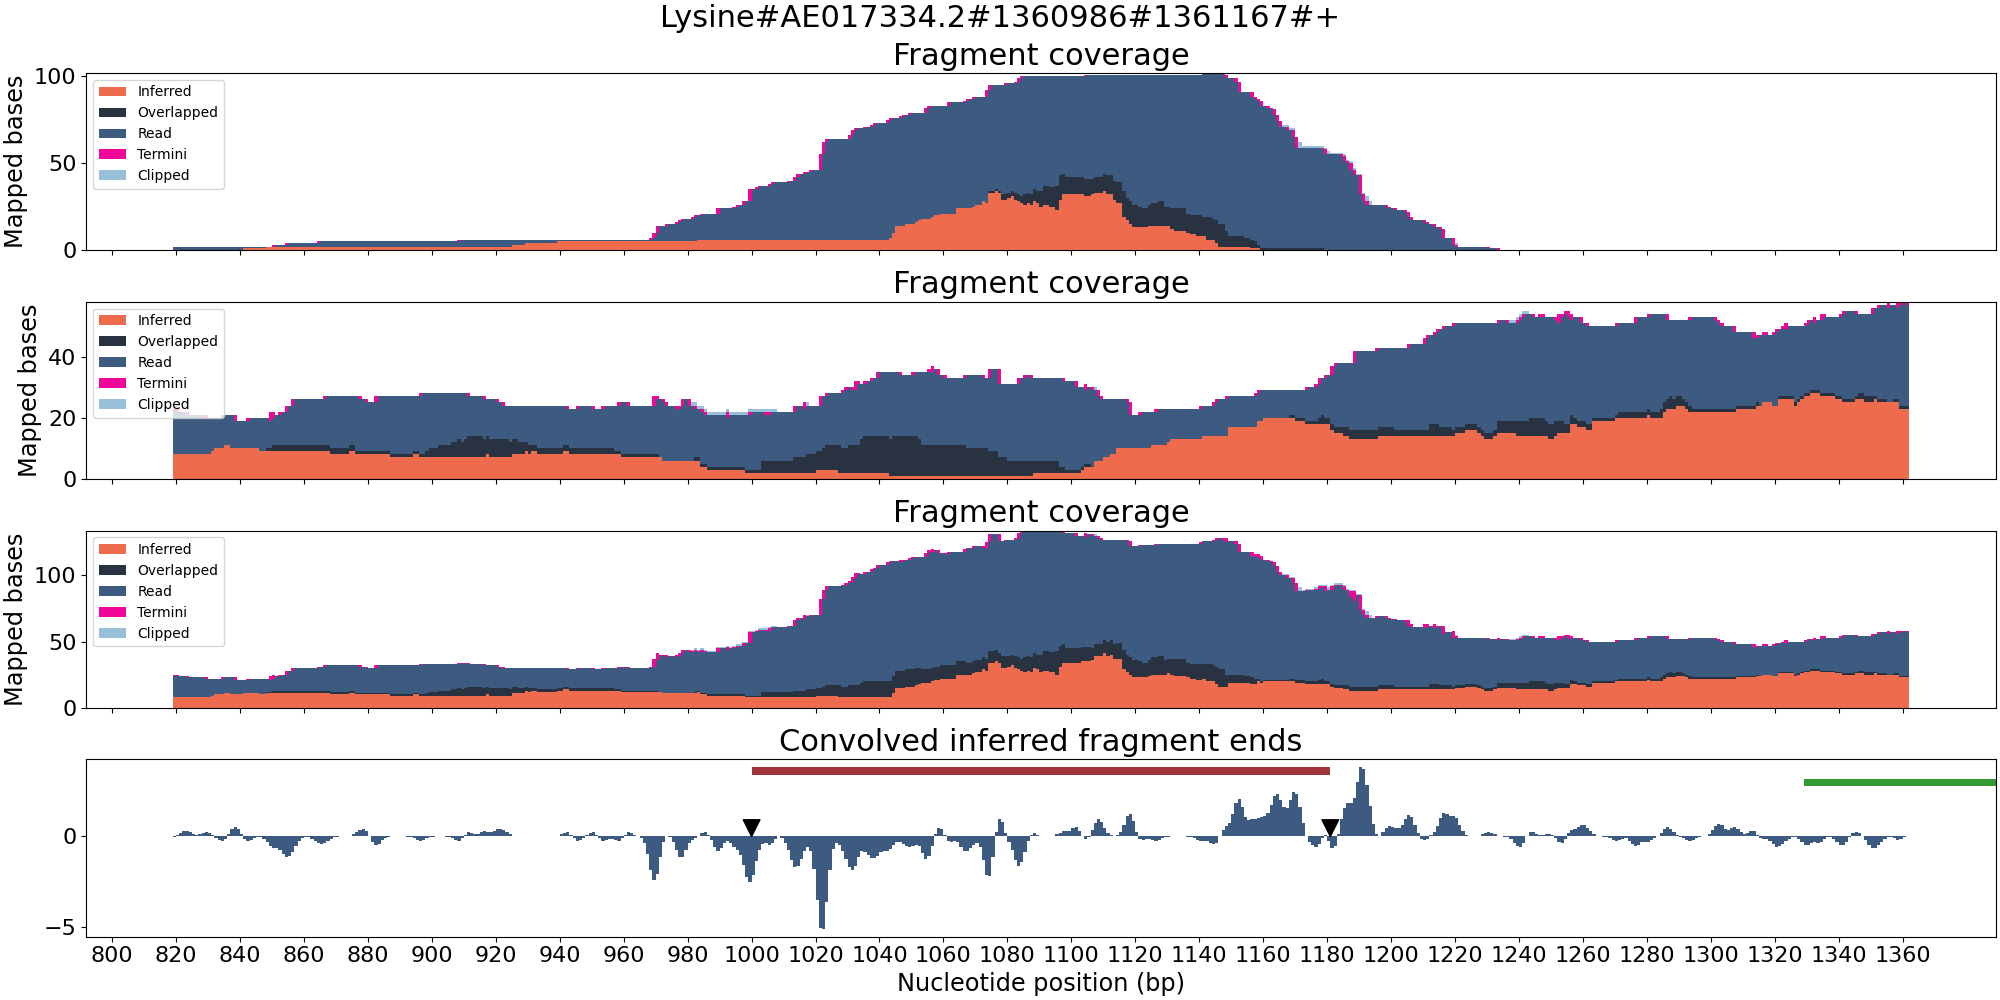 Lysine#AE017334.2#1360986#1361167#+
Fragment coverage
Mapped bases
100
50
0
Inferred
Overlapped
Read
Termini
Clipped
Fragment coverage
Mapped bases
40
20
0
Inferred
Overlapped
Read
Termini
Clipped
Fragment coverage
Mapped bases
100
50
0
Inferred
Overlapped
Read
Termini
Clipped
Convolved inferred fragment ends
0
−5
800 820 840 860 880 900 920 940 960 980 1000 1020 1040 1060 1080 1100 1120 1140 1160 1180 1200 1220 1240 1260 1280 1300 1320 1340 1360
Nucleotide position (bp)